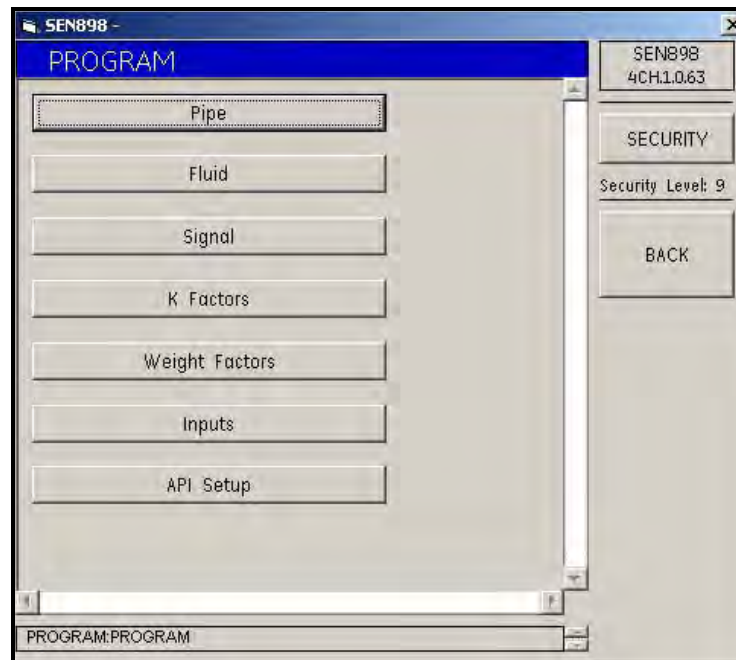 SEN898 -
PROGRAM
Pipe
Fluid
Signal
K Factors
Weight Factors
Inputs
API Setup
SEN898
4CH.1.0.63
SECURITY
Security Level: 9
BACK
PROGRAM:PROGRAM